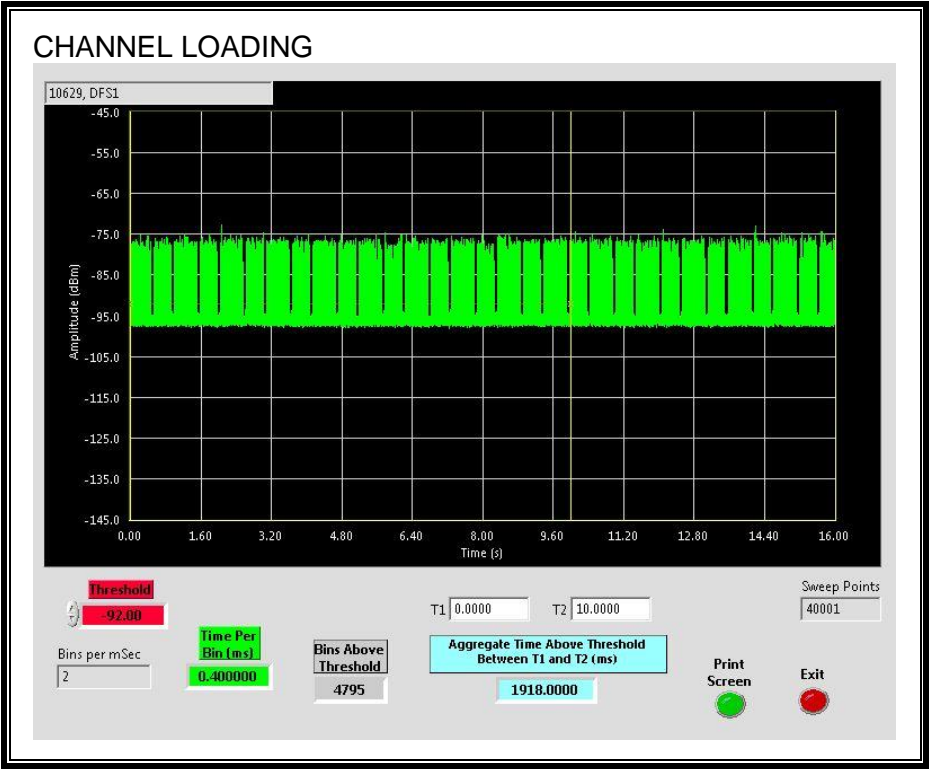 CHANNEL LOADING
10629, DFS1
-45.0
-55.0
-65.0
-75.0
-85.0
-95.0
-105.0
-115.0
-125.0
-135.0
-145.0
Amplitude (dBm)
0.00 1.60 3.20 4.80 6.40 8.00 9.60 11.20 12.80 14.40 16.00
Time (s)
Threshold
-92.00
Bins per mSec
2
Time Per
Bin (ms)
0.400000
Bins Above
Threshold
4795
T1 0.0000 T2 10.0000
Aggregate Time Above Threshold
Between T1 and T2 (ms)
1918.0000
Sweep Points
40001
Print
Screen
Exit